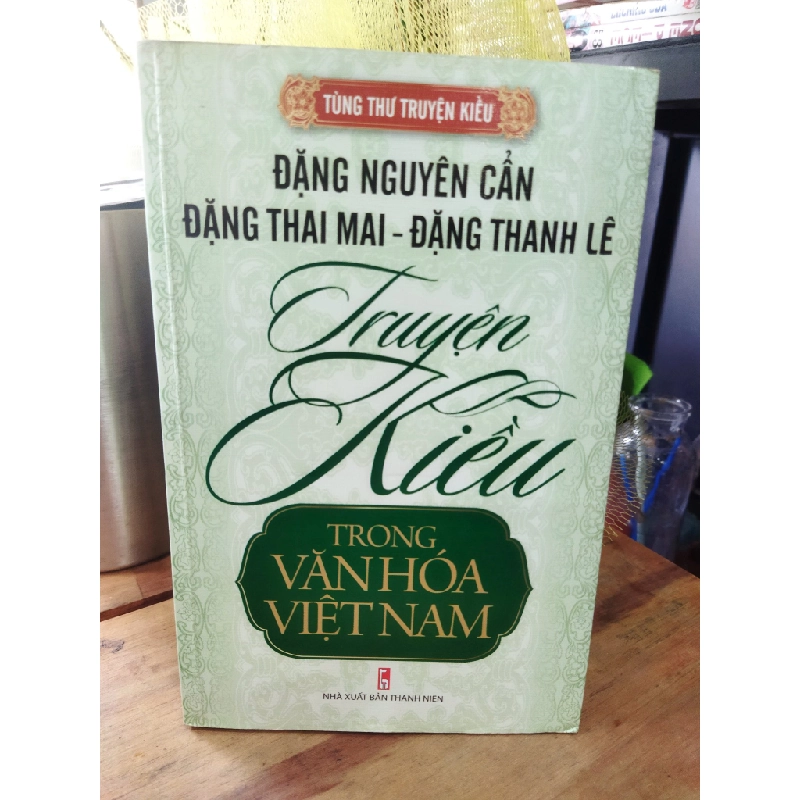 TÙNG THƯ TRUYỆN KIỀU
ĐẶNG NGUYÊN CẨN
ĐẶNG THAI MAI - ĐẶNG THANH LÊ
Truyện
Kiều
TRONG
VĂN HÓA
VIỆT NAM
NHÀ XUẤT BẢN THANH NIÊN